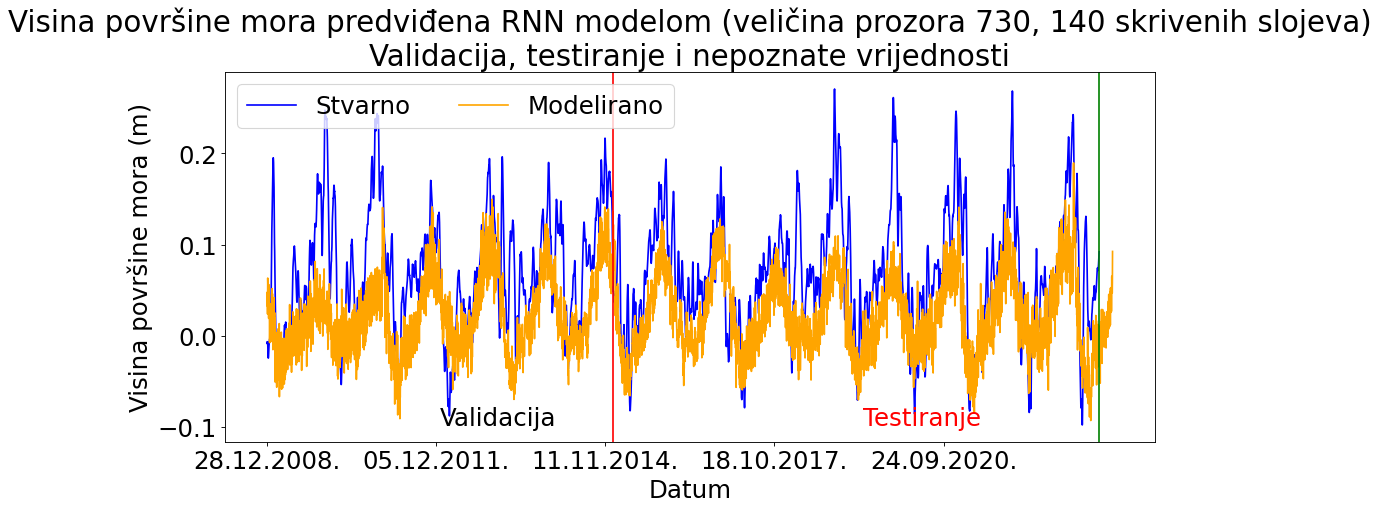 Visina površine mora predviđena RNN modelom (veličina prozora 730, 140 skrivenih slojeva)
Validacija, testiranje i nepoznate vrijednosti
Stvarno Modelirano
Visina površine mora (m)
0.2
0.1
0.0
−0.1
Validacija Testiranje
28.12.2008. 05.12.2011. 11.11.2014. 18.10.2017. 24.09.2020.
Datum